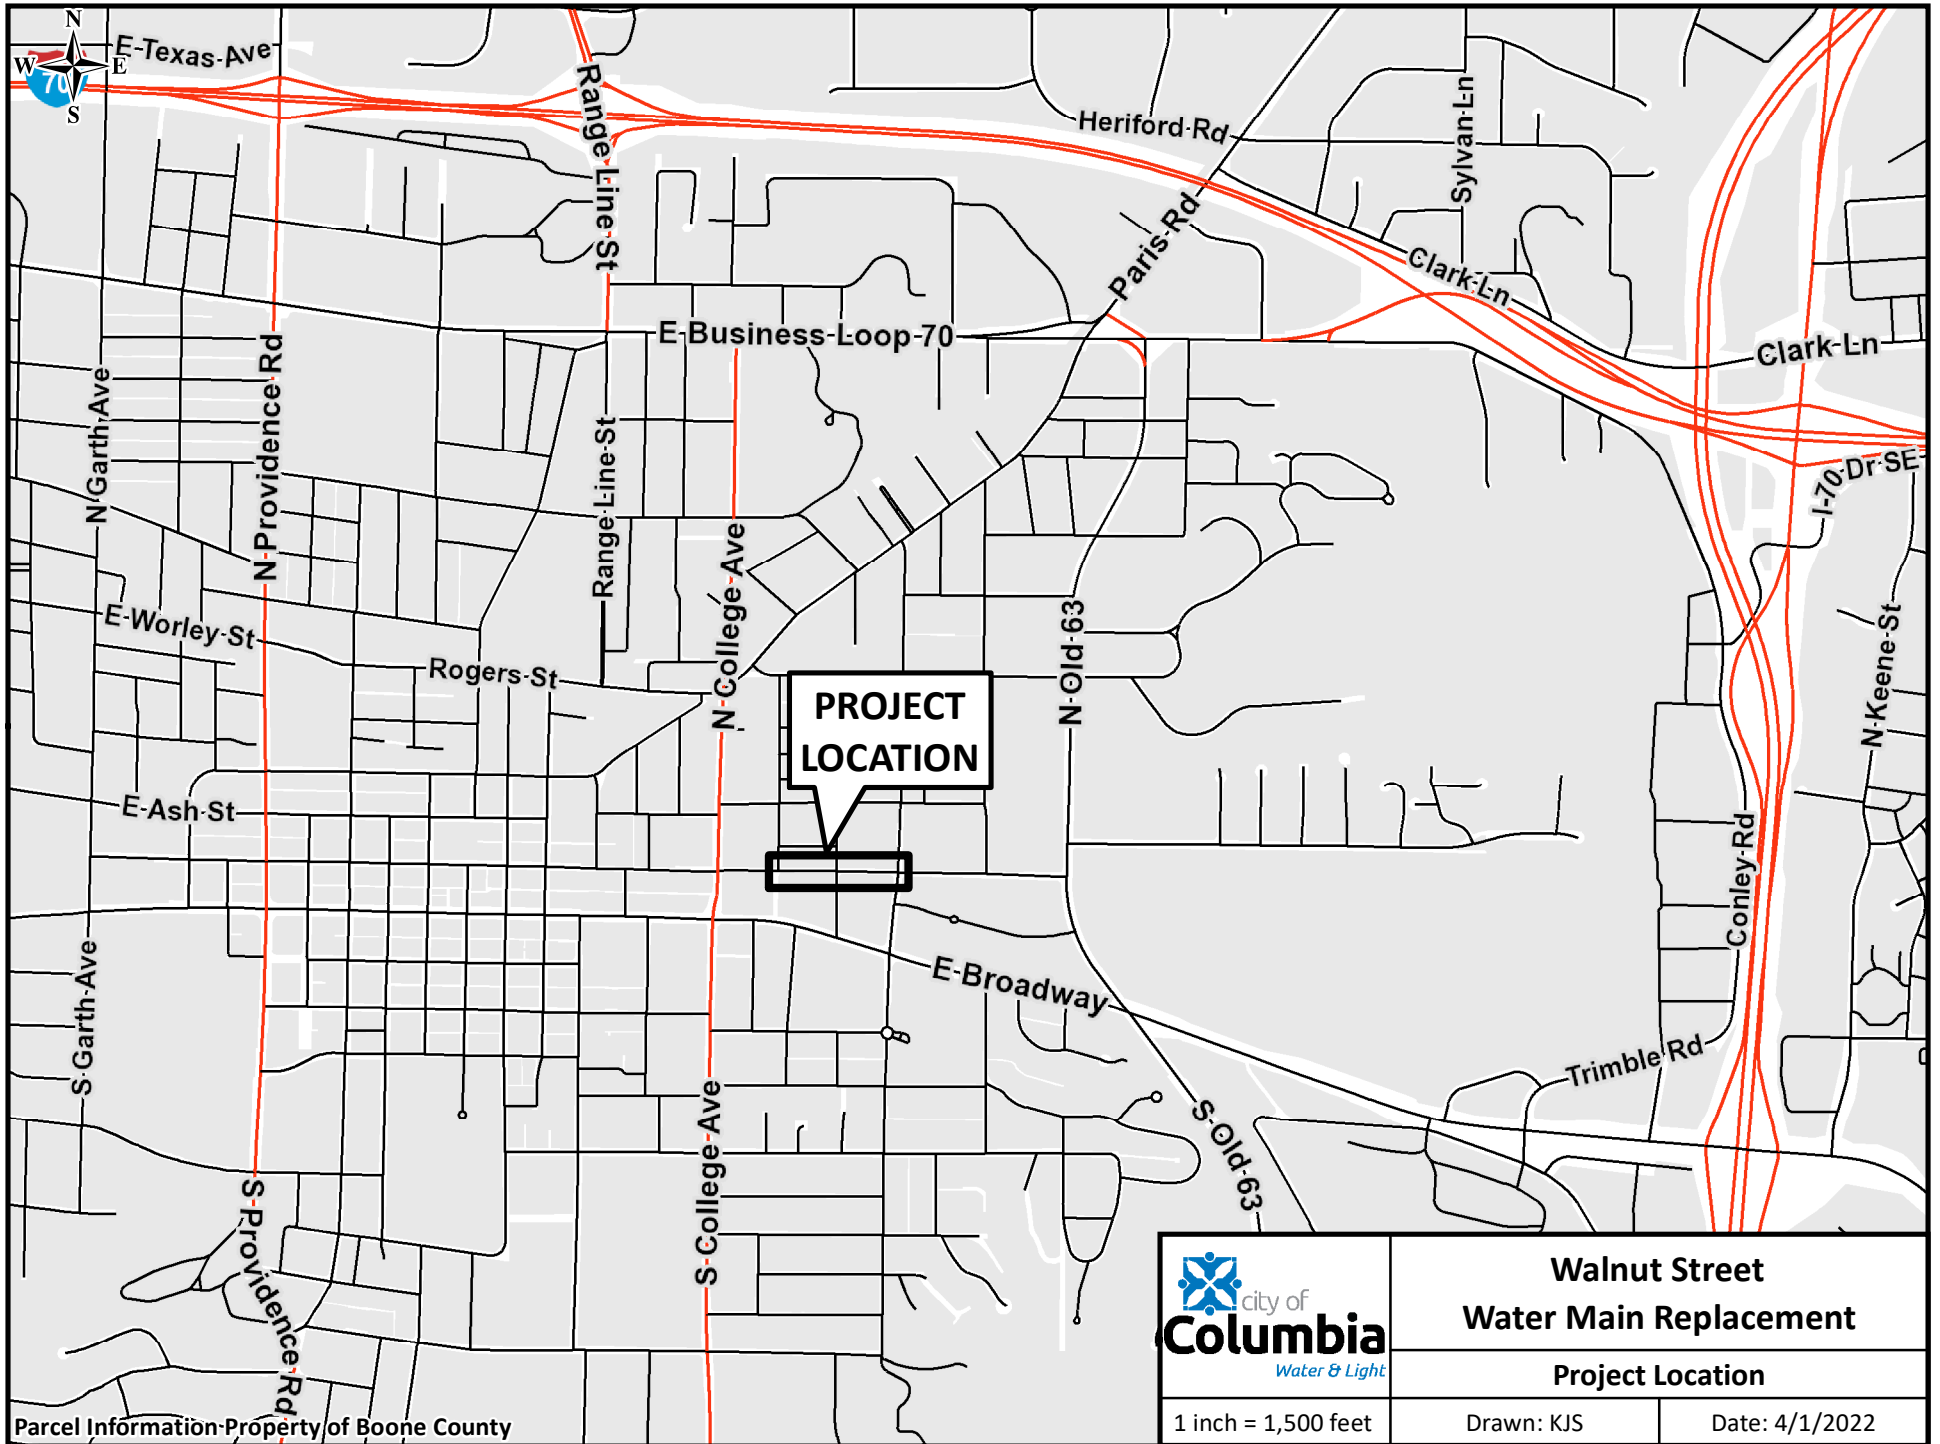 N
W
E
S
70
E Texas Ave
Range Line St
Heriford Rd
Sylvan Ln
Paris Rd
Clark Ln
Clark Ln
E Business Loop 70
N Providence Rd
N Garth Ave
Range Line St
N College Ave
I-70 Dr SE
E Worley St
Rogers St
N Old 63
N Keene St
PROJECT
LOCATION
E Ash St
Conley Rd
S Garth Ave
E Broadway
Trimble Rd
S College Ave
S Old 63
S Providence Rd
city of
Columbia
Water & Light
Walnut Street
Water Main Replacement
Project Location
1 inch = 1,500 feet
Drawn: KJS
Date: 4/1/2022
Parcel Information Property of Boone County